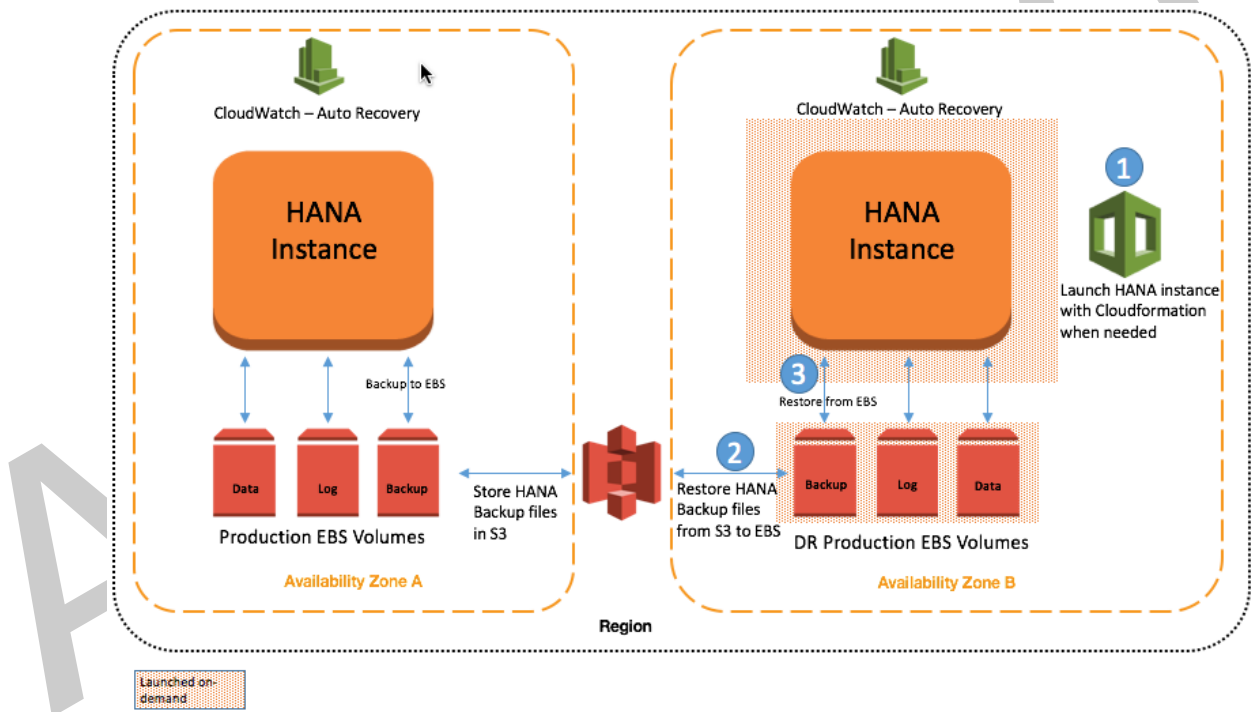 CloudWatch – Auto Recovery
HANA
Instance
Backup to EBS
Data
Log
Backup
Production EBS Volumes
Availability Zone A
Store HANA
Backup files
in S3
CloudWatch – Auto Recovery
HANA
Instance
1
Launch HANA instance
with Cloudformation
when needed
3
Restore from EBS
2
Restore HANA
Backup files
from S3 to EBS
Backup
Log
Data
DR Production EBS Volumes
Availability Zone B
Region
Launched on-
demand